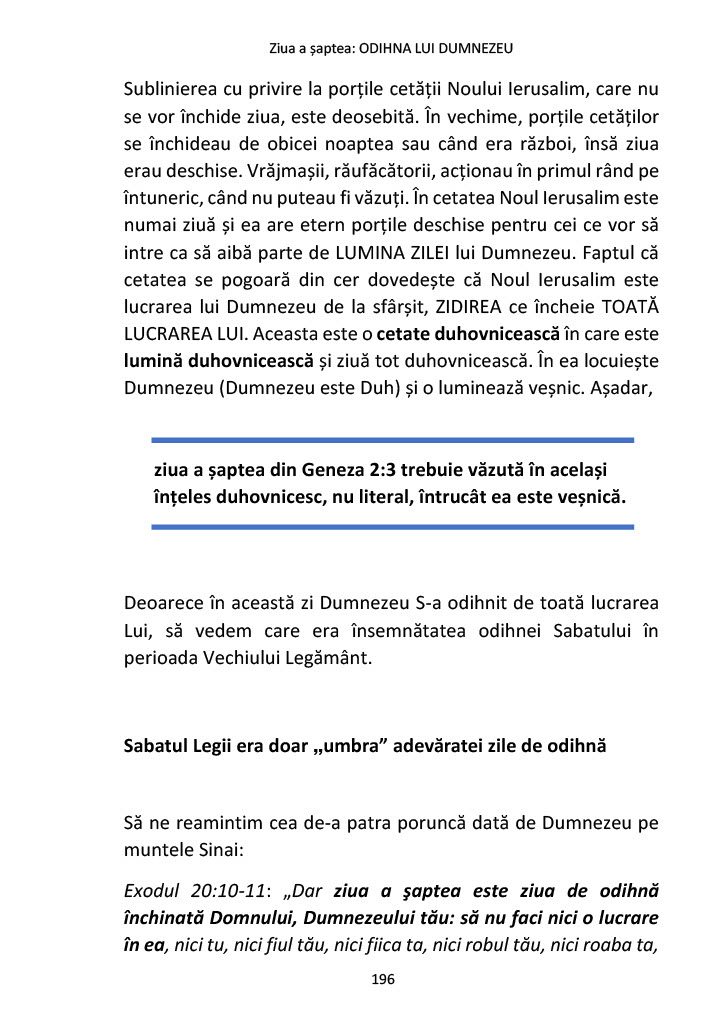 Ziua a șaptea: ODIHNA LUI DUMNEZEU
Sublinierea cu privire la porțile cetății Noului Ierusalim, care nu
se vor închide ziua, este deosebită. În vechime, porțile cetăților
se închideau de obicei noaptea sau când era război, însă ziua
erau deschise. Vrăjmașii, răufăcătorii, acționau în primul rând pe
întuneric, când nu puteau fi văzuți. În cetatea Noul Ierusalim este
numai ziuă și ea are etern porțile deschise pentru cei ce vor să
intre ca să aibă parte de LUMINA ZILEI lui Dumnezeu. Faptul că
cetatea se pogoară din cer dovedește că Noul Ierusalim este
lucrarea lui Dumnezeu de la sfârșit, ZIDIREA ce încheie TOATĂ
LUCRAREA LUI. Aceasta este o cetate duhovnicească în care este
lumină duhovnicească și ziuă tot duhovnicească. În ea locuiește
Dumnezeu (Dumnezeu este Duh) și o luminează veșnic. Așadar,
ziua a șaptea din Geneza 2:3 trebuie văzută în același
înțeles duhovnicesc, nu literal, întrucât ea este veșnică.
Deoarece în această zi Dumnezeu S-a odihnit de toată lucrarea
Lui, să vedem care era însemnătatea odihnei Sabatului în
perioada Vechiului Legământ.
Sabatul Legii era doar „umbra” adevăratei zile de odihnă
Să ne reamintim cea de-a patra poruncă dată de Dumnezeu pe
muntele Sinai:
Exodul 20:10-11: „Dar ziua a şaptea este ziua de odihnă
închinată Domnului, Dumnezeului tău: să nu faci nici o lucrare
în ea, nici tu, nici fiul tău, nici fiica ta, nici robul tău, nici roaba ta,
196